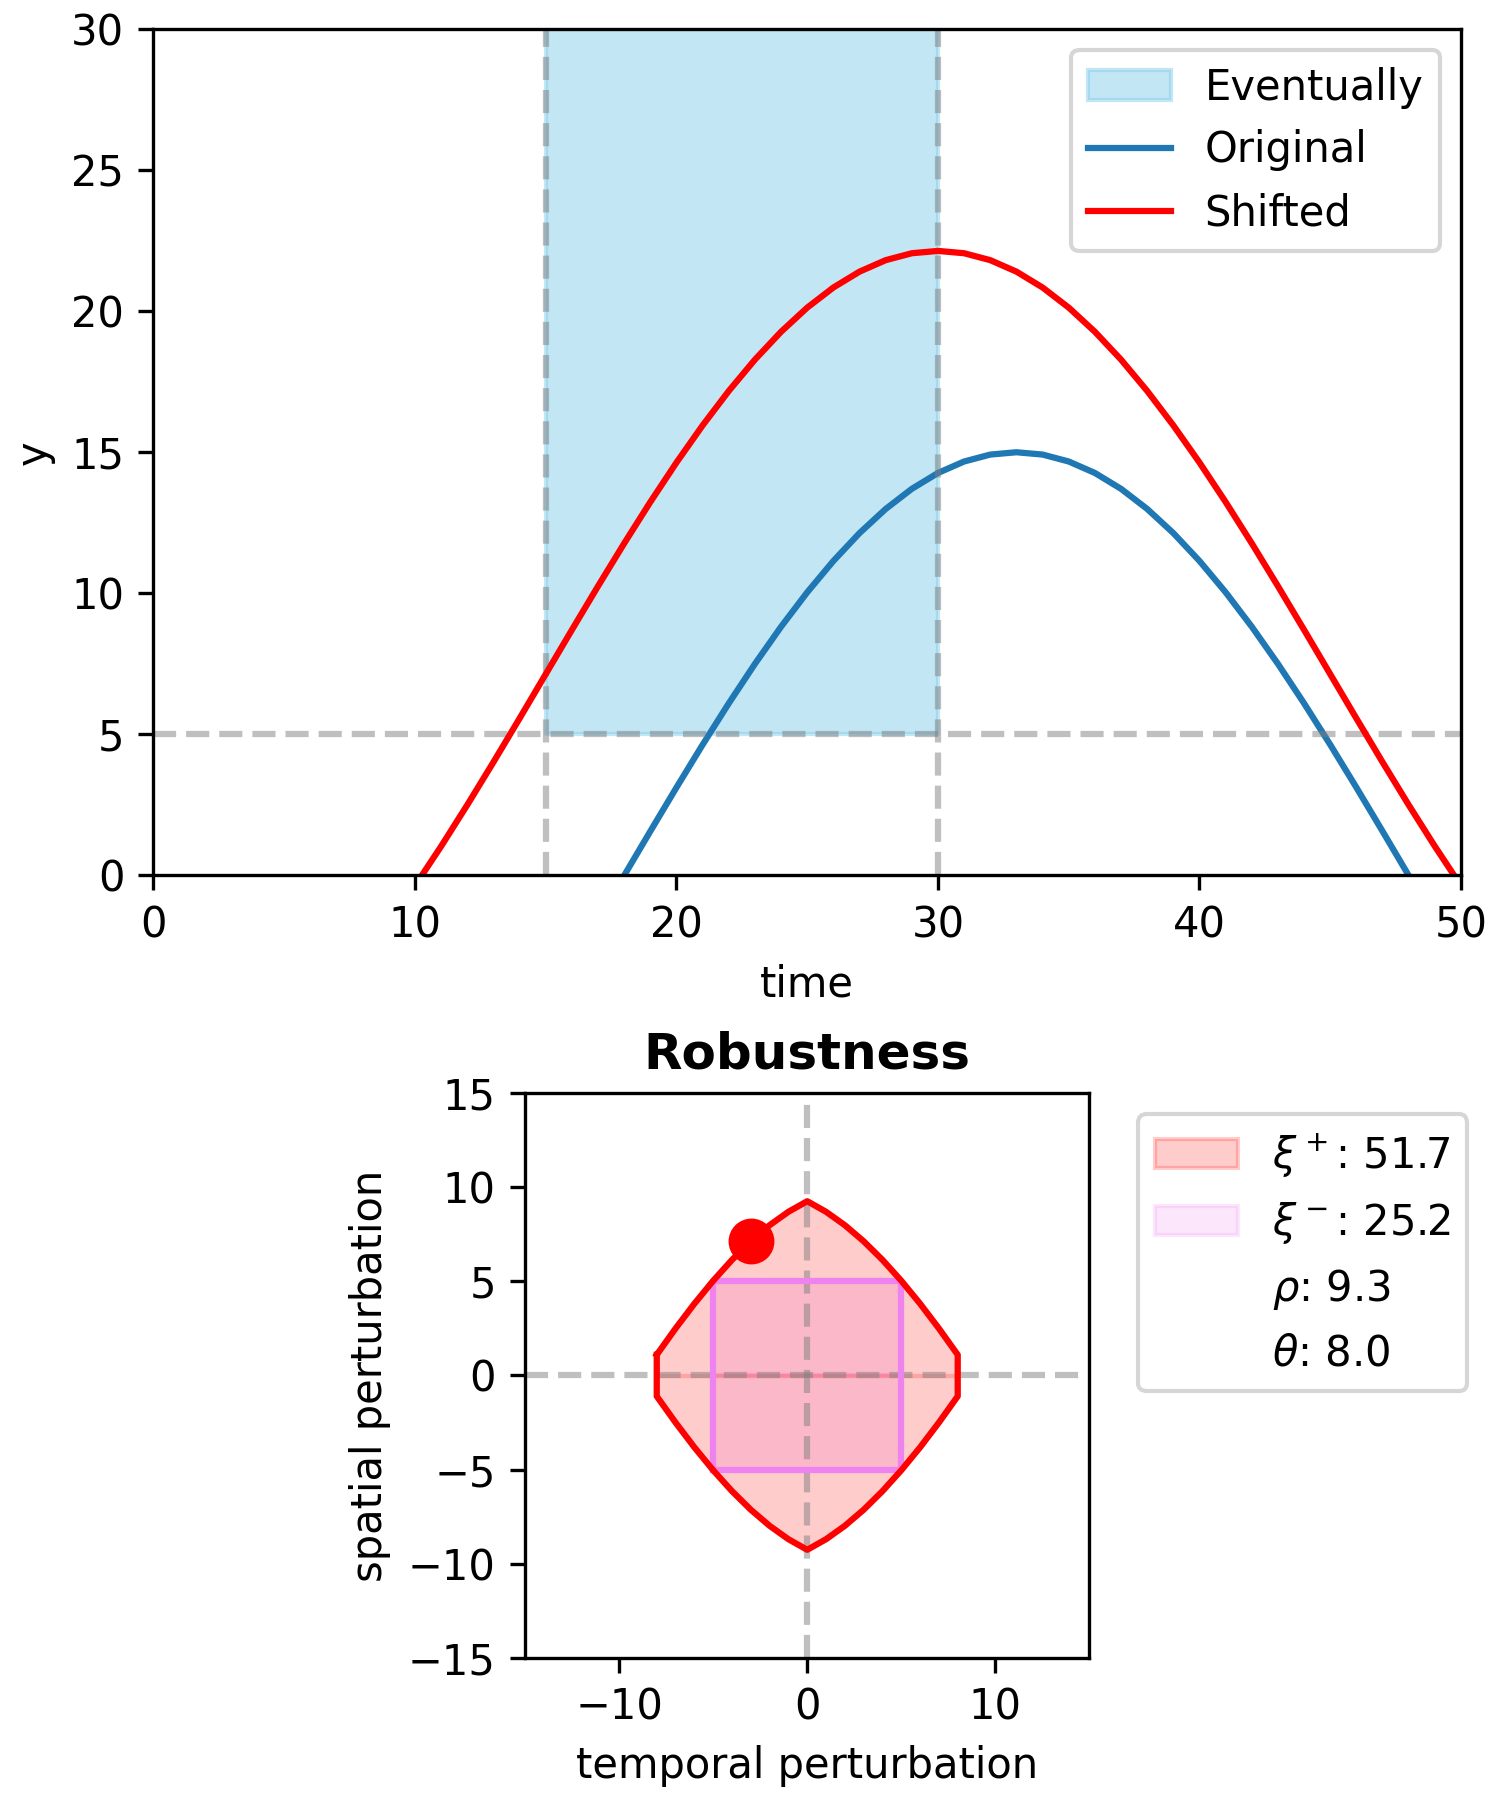 30
25
20
15
10
5
0
y
0 10 20 30 40 50
time
Eventually
Original
Shifted
Robustness
15
10
5
0
−5
−10
−15
spatial perturbation
−10 0 10
temporal perturbation
ξ⁺: 51.7
ξ⁻: 25.2
ρ: 9.3
θ: 8.0